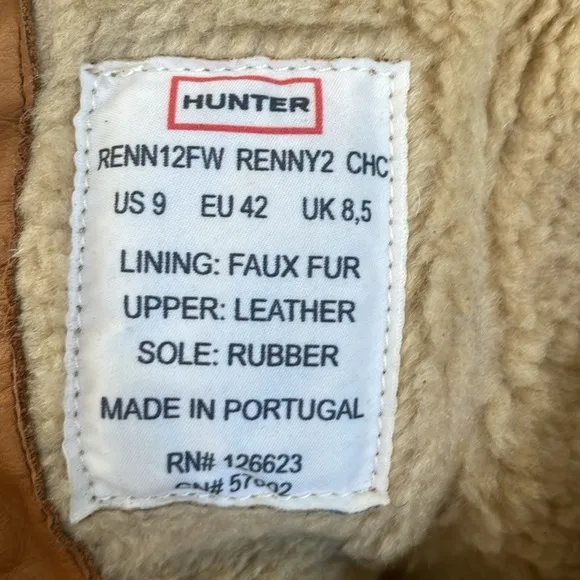 HUNTER
RENN12FW RENNY2 CHC
US 9 EU 42 UK 8,5
LINING: FAUX FUR
UPPER: LEATHER
SOLE: RUBBER
MADE IN PORTUGAL
RN# 126623